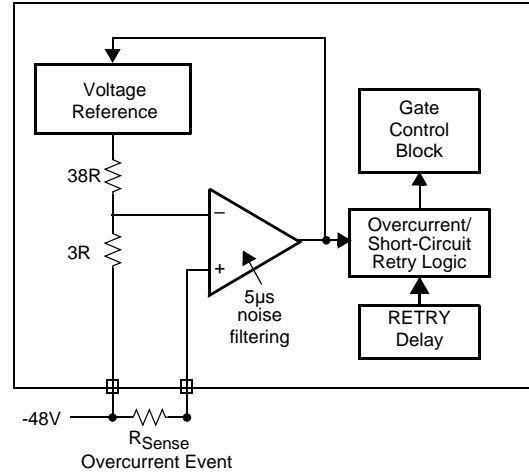 Voltage
Reference
38R
3R
–
+
5µs
noise
filtering
Gate
Control
Block
Overcurrent/
Short-Circuit
Retry Logic
RETRY
Delay
-48V
RSense
Overcurrent Event